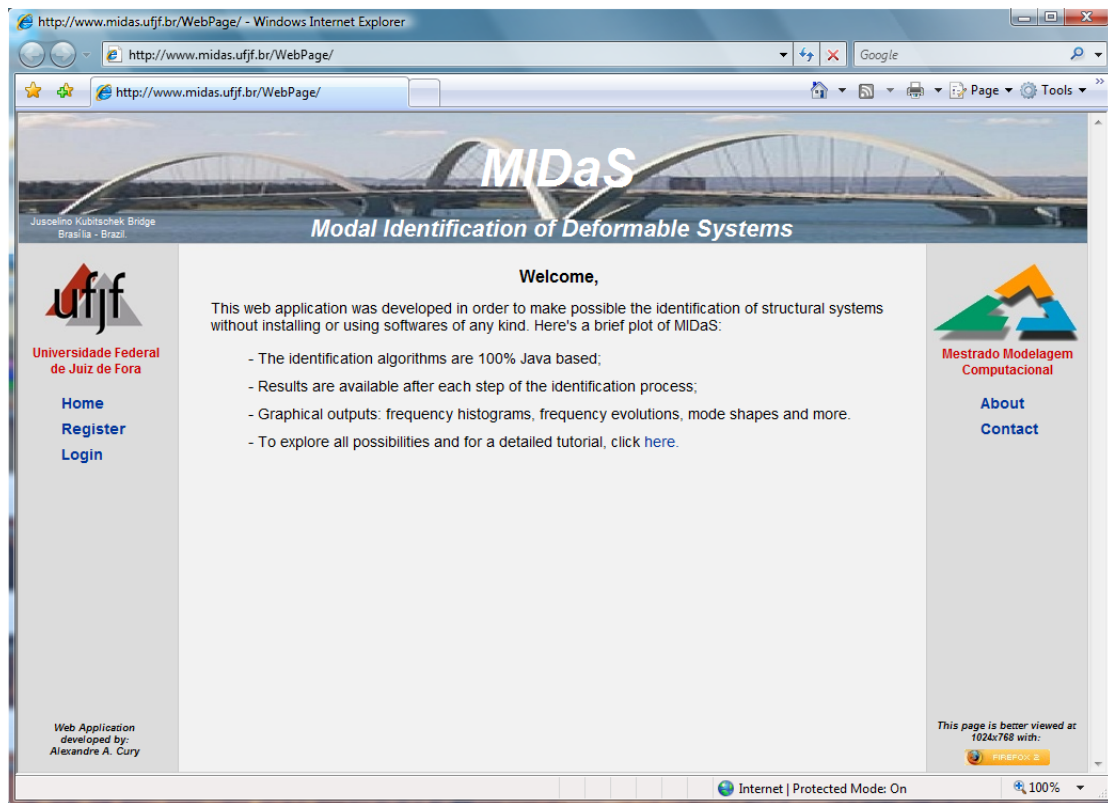 http://www.midas.ufjf.br/WebPage/ - Windows Internet Explorer
http://www.midas.ufjf.br/WebPage/
Google
http://www.midas.ufjf.br/WebPage/
Page
Tools
MIDaS
Juscelino Kubitschek Bridge
Brasília - Brazil.
Modal Identification of Deformable Systems
ufjf
Universidade Federal
de Juiz de Fora
Home
Register
Login
Web Application
developed by:
Alexandre A. Cury
Welcome,
This web application was developed in order to make possible the identification of structural systems
without installing or using softwares of any kind. Here's a brief plot of MIDaS:
- The identification algorithms are 100% Java based;
- Results are available after each step of the identification process;
- Graphical outputs: frequency histograms, frequency evolutions, mode shapes and more.
- To explore all possibilities and for a detailed tutorial, click here.
Mestrado Modelagem
Computacional
About
Contact
This page is better viewed at
1024x768 with:
FIREFOX 2
Internet | Protected Mode: On
100%